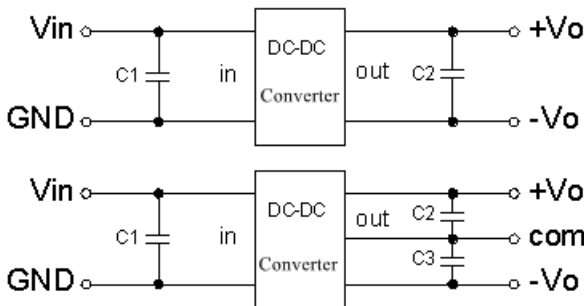 Vin
DC-DC
+Vo
C1
in
out
C2
Converter
GND
-Vo
Vin
DC-DC
+Vo
out
C2
C1
in
com
C3
Converter
GND
-Vo